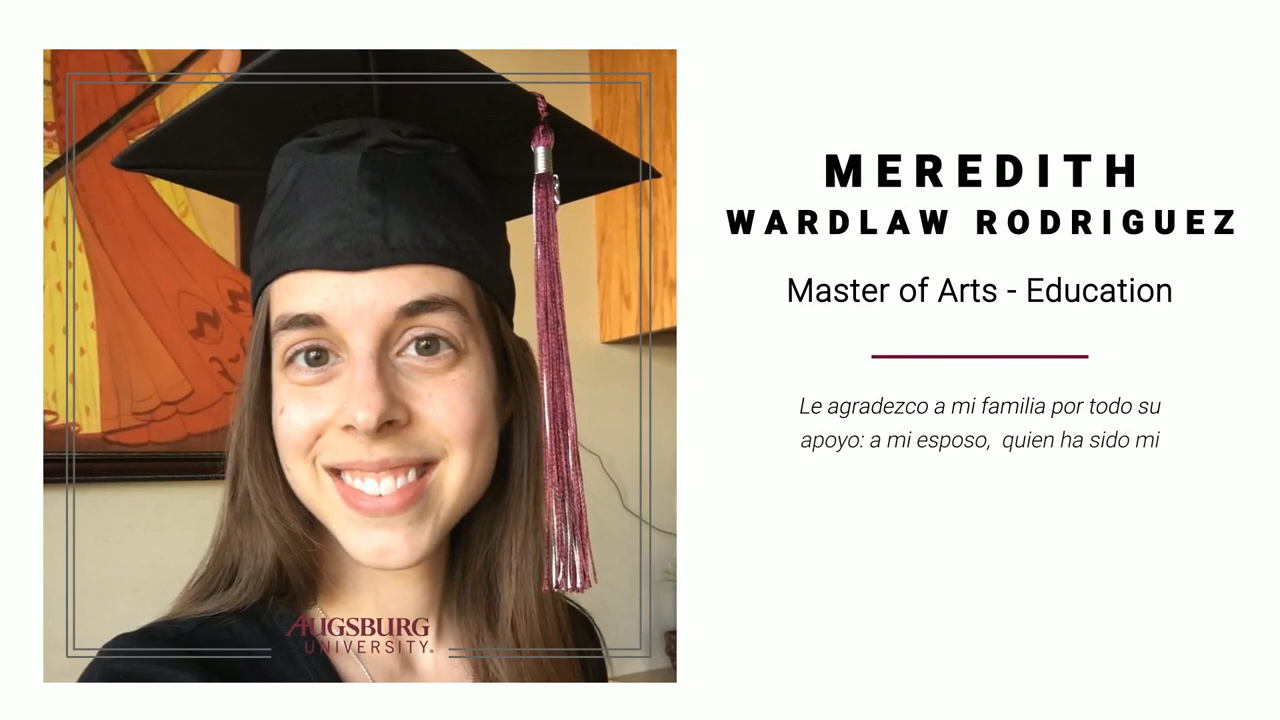 MEREDITH
WARDLAW RODRIGUEZ
Master of Arts - Education
Le agradezco a mi familia por todo su
apoyo: a mi esposo, quien ha sido mi
AUGSBURG
UNIVERSITY